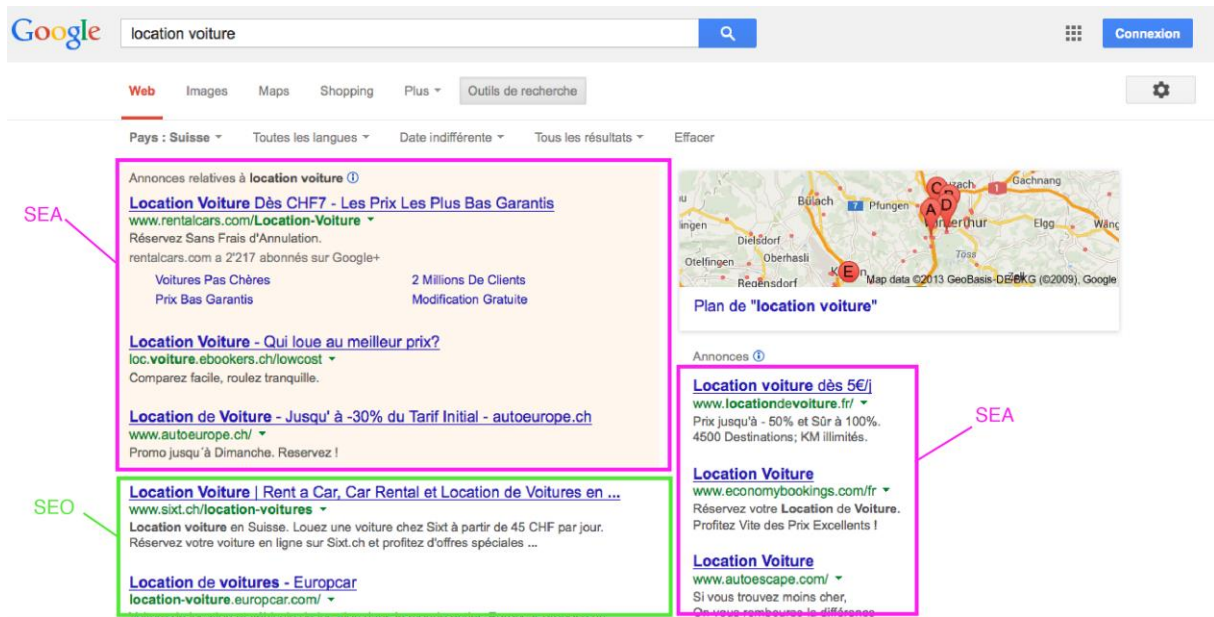 Google
location voiture
Connexion
Web Images Maps Shopping Plus Outils de recherche
Pays : Suisse Toutes les langues Date indifférente Tous les résultats Effacer
SEA
Annonces relatives à location voiture
Location Voiture Dès CHF7 - Les Prix Les Plus Bas Garantis
www.rentalcars.com/Location-Voiture
Réservez Sans Frais d'Annulation.
rentalcars.com a 2'217 abonnés sur Google+
Voitures Pas Chères 2 Millions De Clients
Prix Bas Garantis Modification Gratuite
Location Voiture - Qui loue au meilleur prix?
loc.voiture.ebookers.ch/lowcost
Comparez facile, roulez tranquille.
Location de Voiture - Jusqu' à -30% du Tarif Initial - autoeurope.ch
www.autoeurope.ch/
Promo jusqu´à Dimanche. Reservez !
SEO
Location Voiture | Rent a Car, Car Rental et Location de Voitures en ...
www.sixt.ch/location-voitures
Location voiture en Suisse. Louez une voiture chez Sixt à partir de 45 CHF par jour.
Réservez votre voiture en ligne sur Sixt.ch et profitez d'offres spéciales ...
Location de voitures - Europcar
location-voiture.europcar.com/
Bülach 7 Pfungen 1 Gachnang
C D A E
Elgg
Dielsdorf
Otelfingen Oberhasli Töss
Regensdorf
Map data ©2013 GeoBasis-DE/BKG (©2009), Google
Plan de "location voiture"
Annonces
Location voiture dès 5€/j
www.locationdevoiture.fr/
Prix jusqu'à - 50% et Sûr à 100%.
4500 Destinations; KM illimités.
SEA
Location Voiture
www.economybookings.com/fr
Réservez votre Location de Voiture.
Profitez Vite des Prix Excellents !
Location Voiture
www.autoescape.com/
Si vous trouvez moins cher,
On vous rembourse la différence